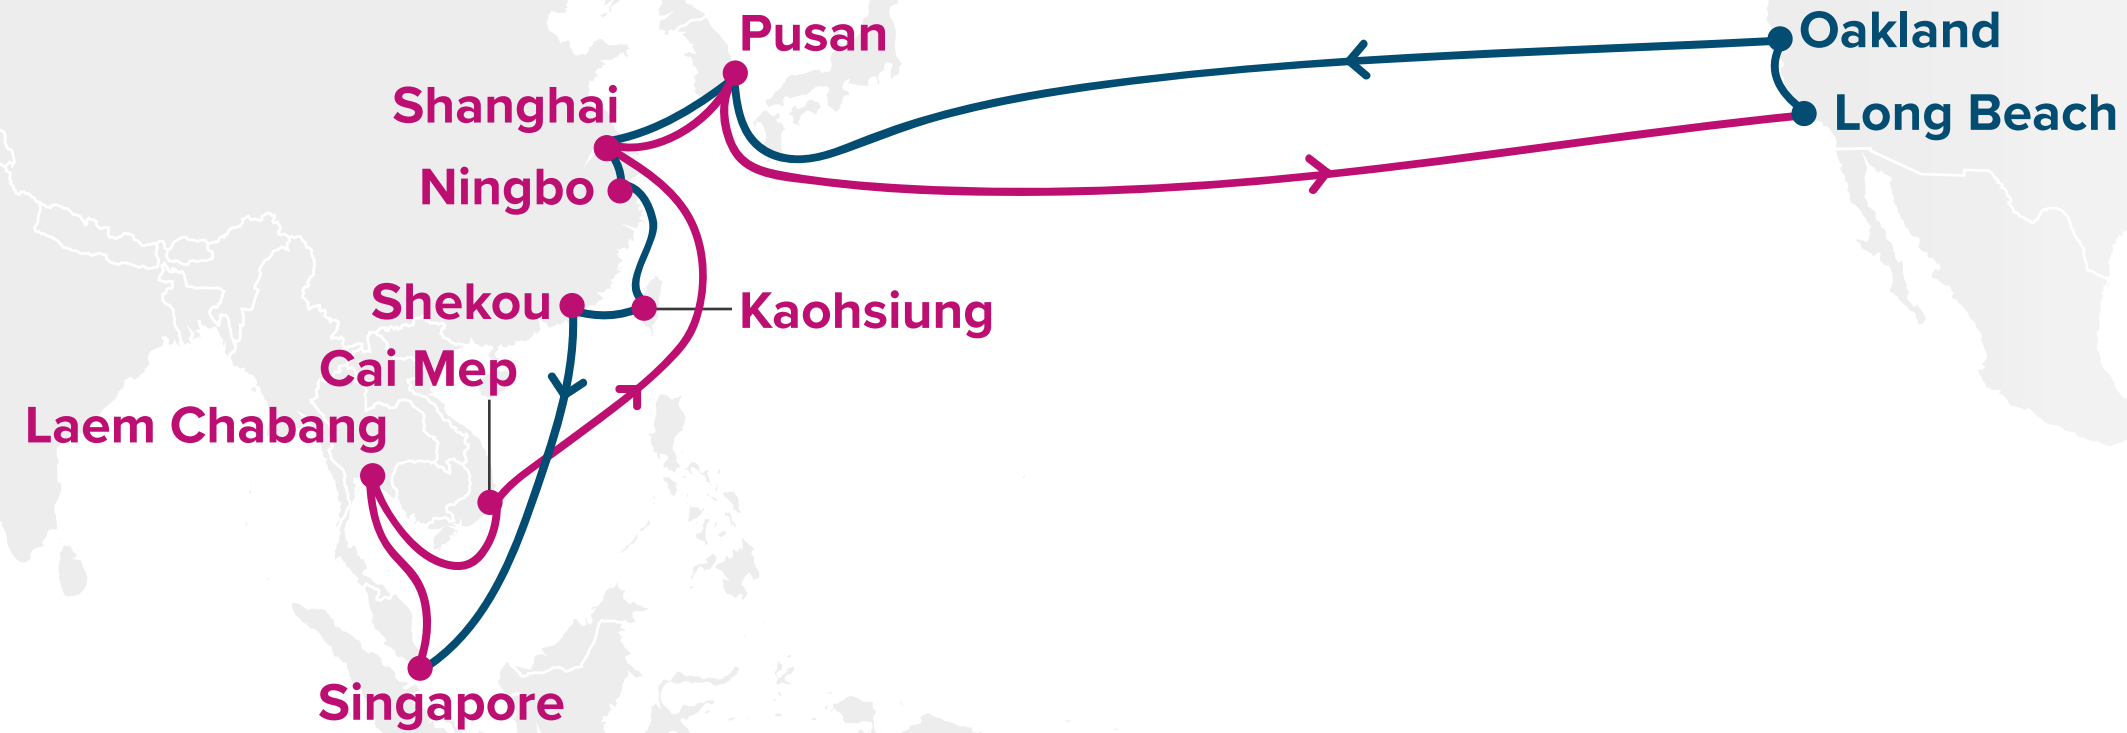 Pusan
Oakland
Shanghai
Long Beach
Ningbo
Shekou
Kaohsiung
Cai Mep
Laem Chabang
Singapore